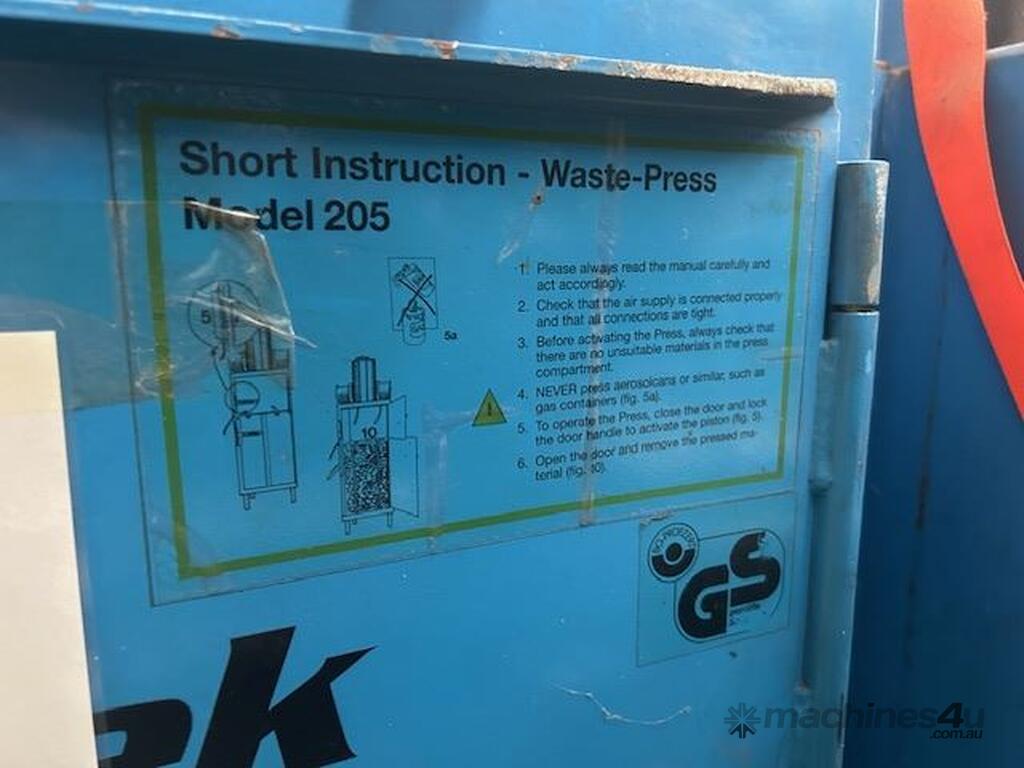 Short Instruction - Waste-Press
Model 205
5
5a
10
1. Please always read the manual carefully and
act accordingly.
2. Check that the air supply is connected properly
and that all connections are tight.
3. Before activating the Press, always check that
there are no unsuitable materials in the press
compartment.
4. NEVER press aerosolcans or similar, such as
gas containers (fig. 5a).
5. To operate the Press, close the door and lock
the door handle to activate the piston (fig. 5).
6. Open the door and remove the pressed ma-
terial (fig. 10).
GS
ek
machines4u
.com.au